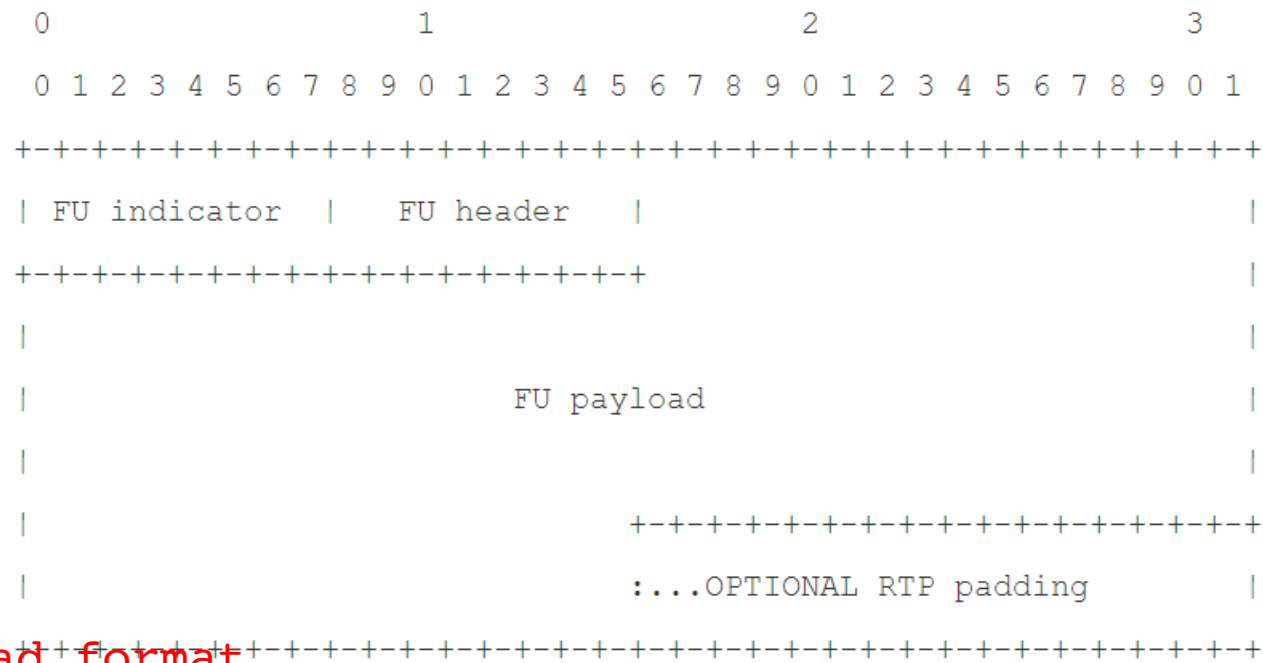 0 1 2 3
0 1 2 3 4 5 6 7 8 9 0 1 2 3 4 5 6 7 8 9 0 1 2 3 4 5 6 7 8 9 0 1
+-+-+-+-+-+-+-+-+-+-+-+-+-+-+-+-+-+-+-+-+-+-+-+-+-+-+-+-+-+-+-+-+
| FU indicator | FU header | |
+-+-+-+-+-+-+-+-+-+-+-+-+-+-+-+-+ |
| |
| FU payload |
| |
| +-+-+-+-+-+-+-+-+-+-+-+-+-+-+-+-+
| :...OPTIONAL RTP padding |
+-+-+-+-+-+-+-+-+-+-+-+-+-+-+-+-+-+-+-+-+-+-+-+-+-+-+-+-+-+-+-+-+
format